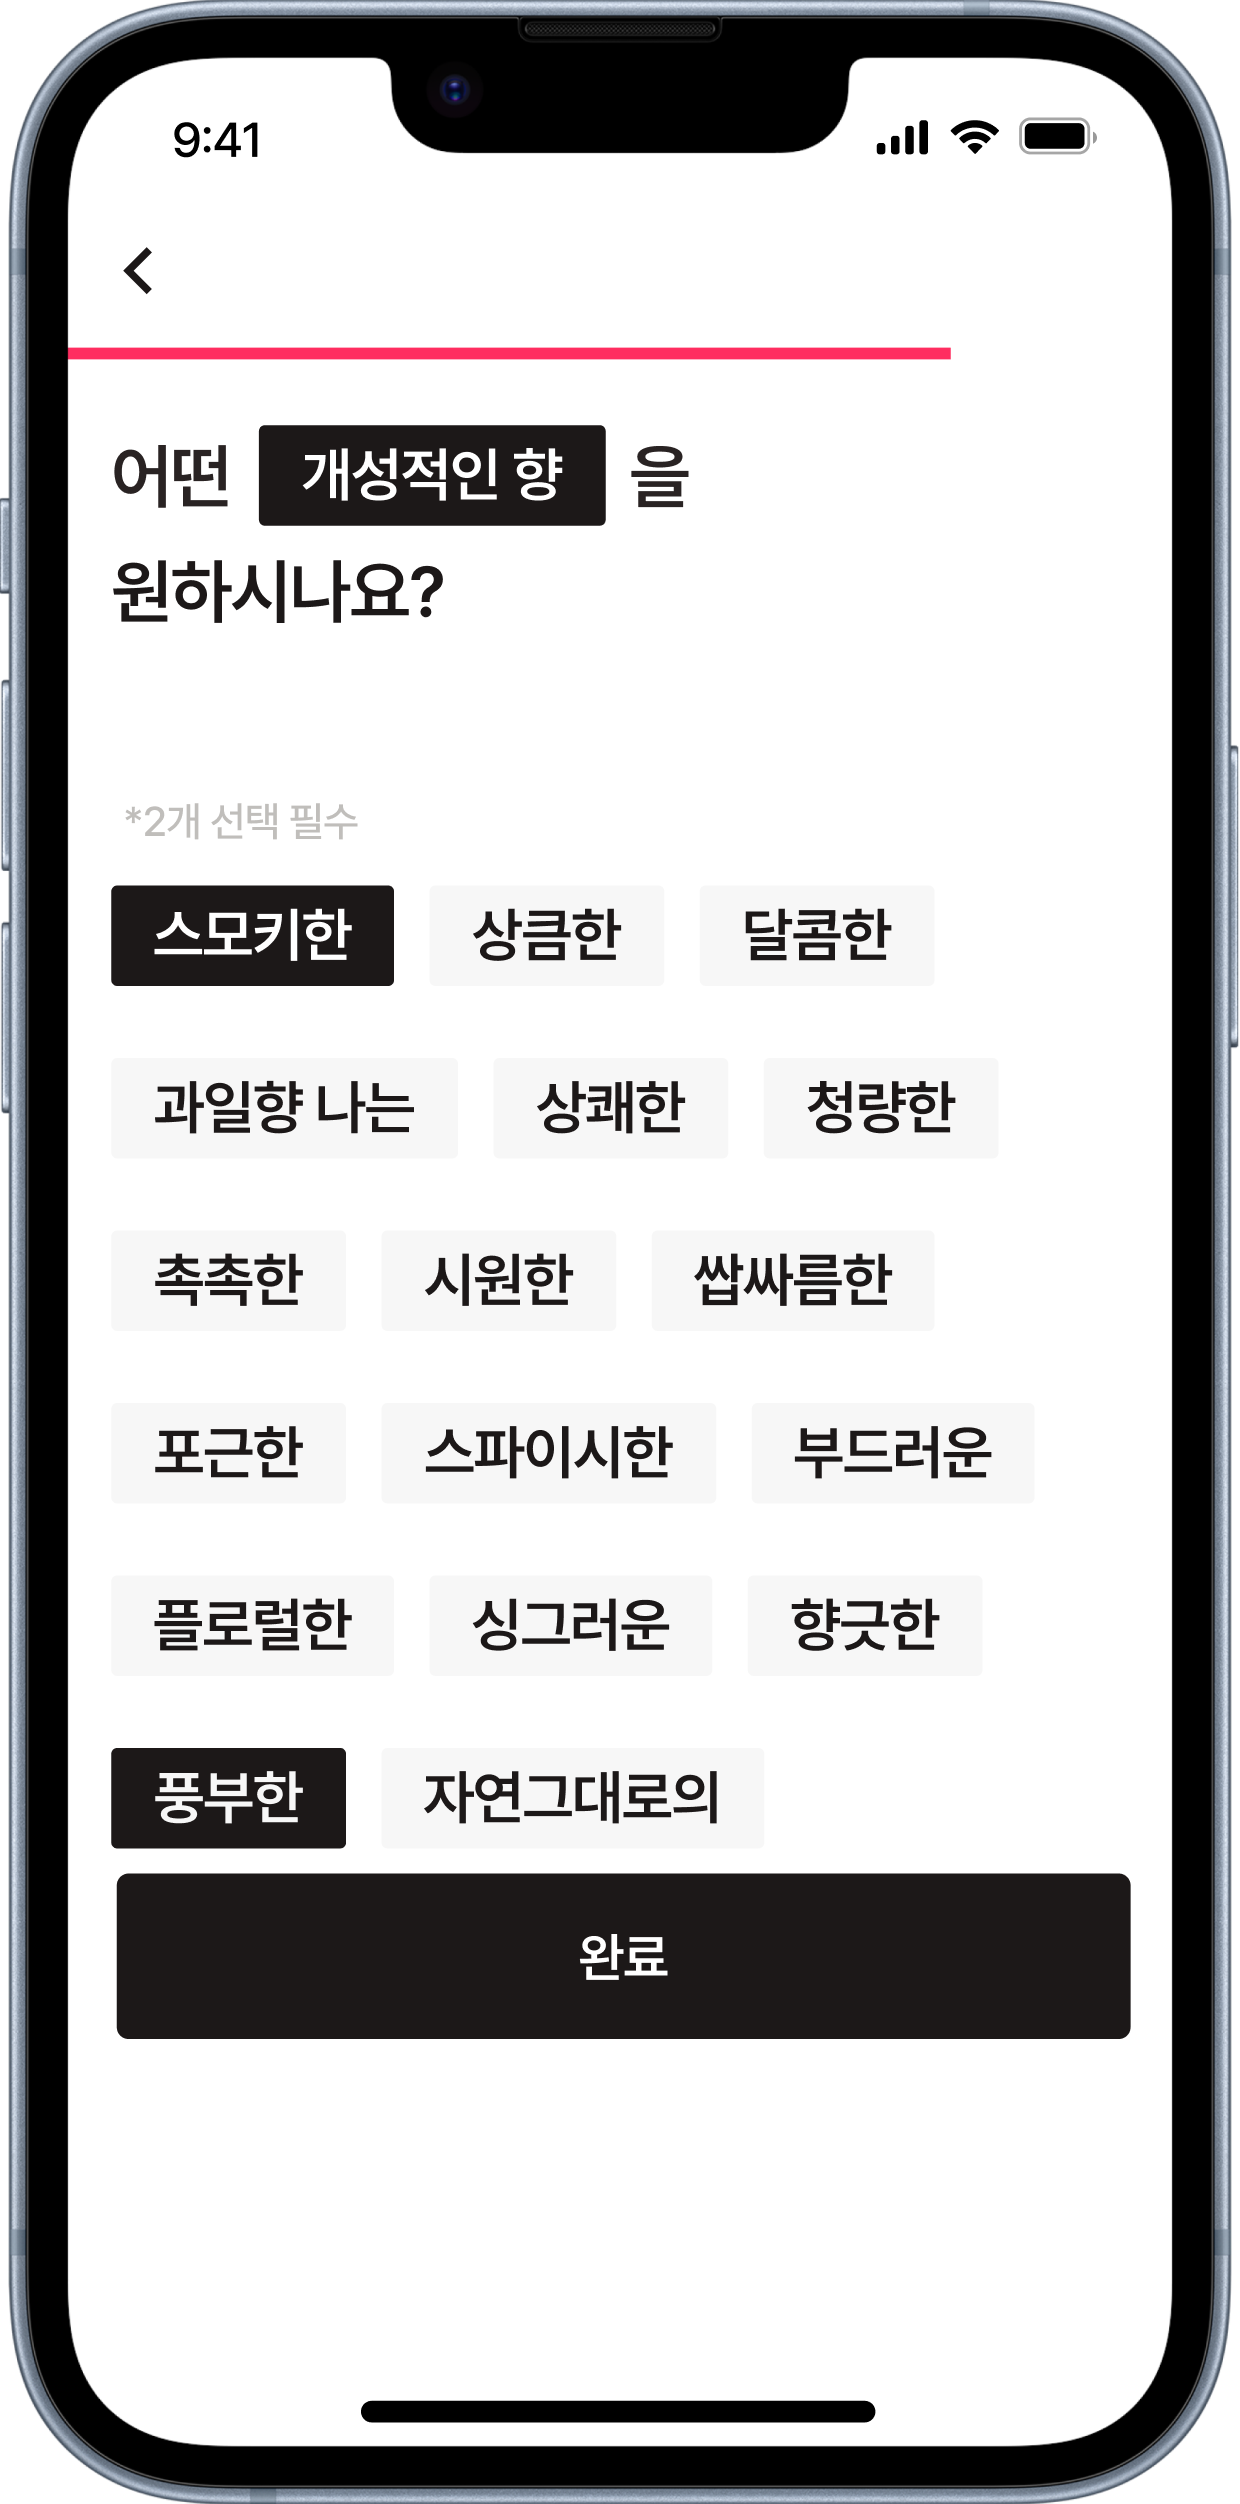 9:41
어떤 개성적인 향 을
원하시나요?
*2개 선택 필수
스모키한 상큼한 달큼한
과일향 나는 상쾌한 청량한
촉촉한 시원한 쌉싸름한
포근한 스파이시한 부드러운
플로럴한 싱그러운 향긋한
풍부한 자연그대로의
완료